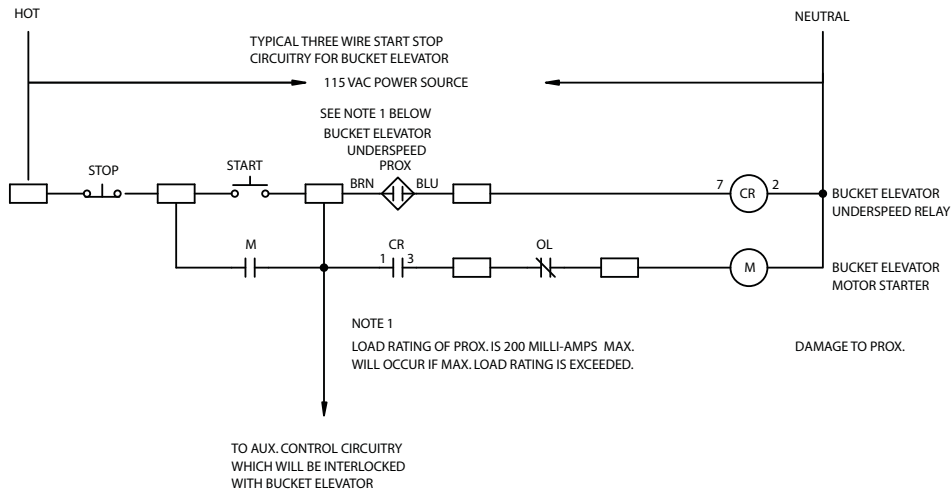 HOT
NEUTRAL
TYPICAL THREE WIRE START STOP
CIRCUITRY FOR BUCKET ELEVATOR
115 VAC POWER SOURCE
SEE NOTE 1 BELOW
BUCKET ELEVATOR
UNDERSPEED
PROX
STOP
START
BRN
BLU
7
CR
2
BUCKET ELEVATOR
UNDERSPEED RELAY
M
CR
1
3
OL
M
BUCKET ELEVATOR
MOTOR STARTER
NOTE 1
LOAD RATING OF PROX. IS 200 MILLI-AMPS MAX.
DAMAGE TO PROX.
WILL OCCUR IF MAX. LOAD RATING IS EXCEEDED.
TO AUX. CONTROL CIRCUITRY
WHICH WILL BE INTERLOCKED
WITH BUCKET ELEVATOR